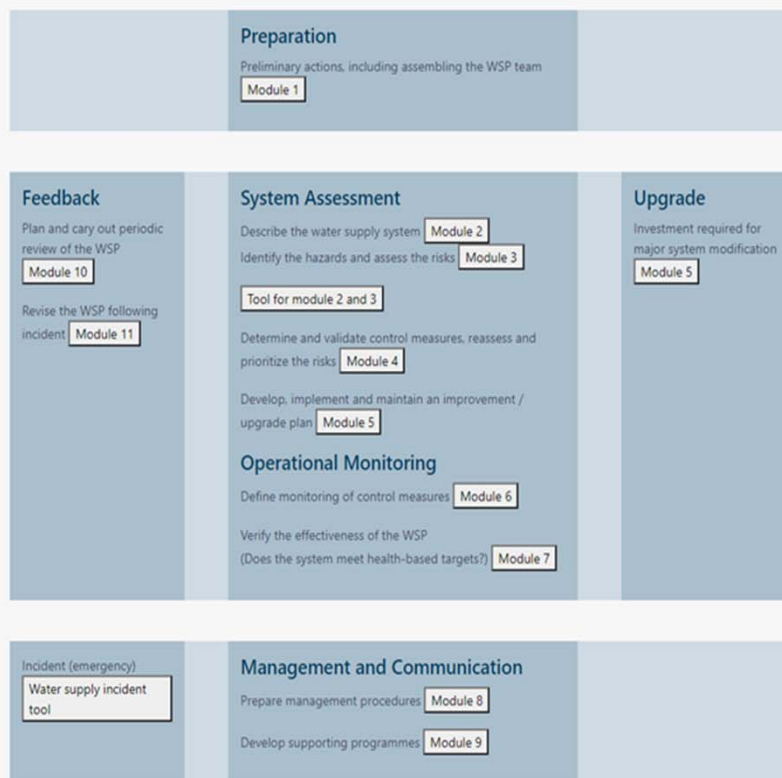 Preparation
Preliminary actions, including assembling the WSP team
Module 1
Feedback
Plan and cary out periodic
review of the WSP
Module 10
Revise the WSP following
incident Module 11
System Assessment
Describe the water supply system Module 2
Identify the hazards and assess the risks Module 3
Tool for module 2 and 3
Determine and validate control measures, reassess and
prioritize the risks Module 4
Develop, implement and maintain an improvement /
upgrade plan Module 5
Operational Monitoring
Define monitoring of control measures Module 6
Verify the effectiveness of the WSP
(Does the system meet health-based targets?) Module 7
Upgrade
Investment required for
major system modification
Module 5
Incident (emergency)
Water supply incident
tool
Management and Communication
Prepare management procedures Module 8
Develop supporting programmes Module 9